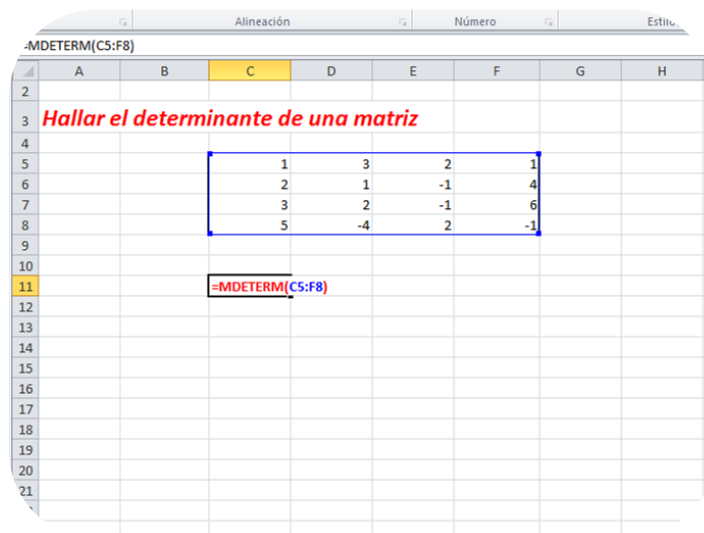 Alineación Número
=MDETERM(C5:F8)
A B C D E F G H
2
3 Hallar el determinante de una matriz
4
5 1 3 2 1
6 2 1 -1 4
7 3 2 -1 6
8 5 -4 2 -1
9
10
11 =MDETERM(C5:F8)
12
13
14
15
16
17
18
19
20
21